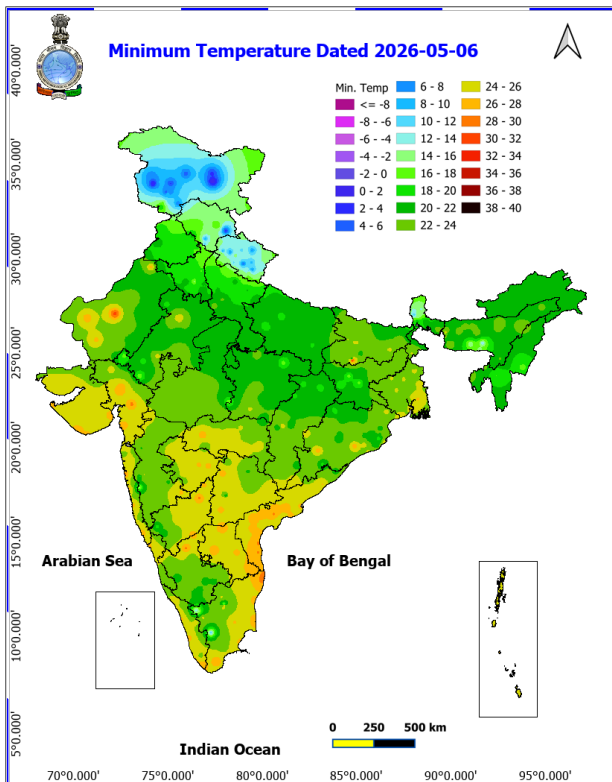 Minimum Temperature Dated 2026-05-06
Min. Temp
<= -8
-8 - -6
-6 - -4
-4 - -2
-2 - 0
0 - 2
2 - 4
4 - 6
6 - 8
8 - 10
10 - 12
12 - 14
14 - 16
16 - 18
18 - 20
20 - 22
22 - 24
24 - 26
26 - 28
28 - 30
30 - 32
32 - 34
34 - 36
36 - 38
38 - 40
40°0.000'
35°0.000'
30°0.000'
25°0.000'
20°0.000'
15°0.000'
10°0.000'
5°0.000'
Arabian Sea
Bay of Bengal
0 250 500 km
Indian Ocean
70°0.000' 75°0.000' 80°0.000' 85°0.000' 90°0.000' 95°0.000'